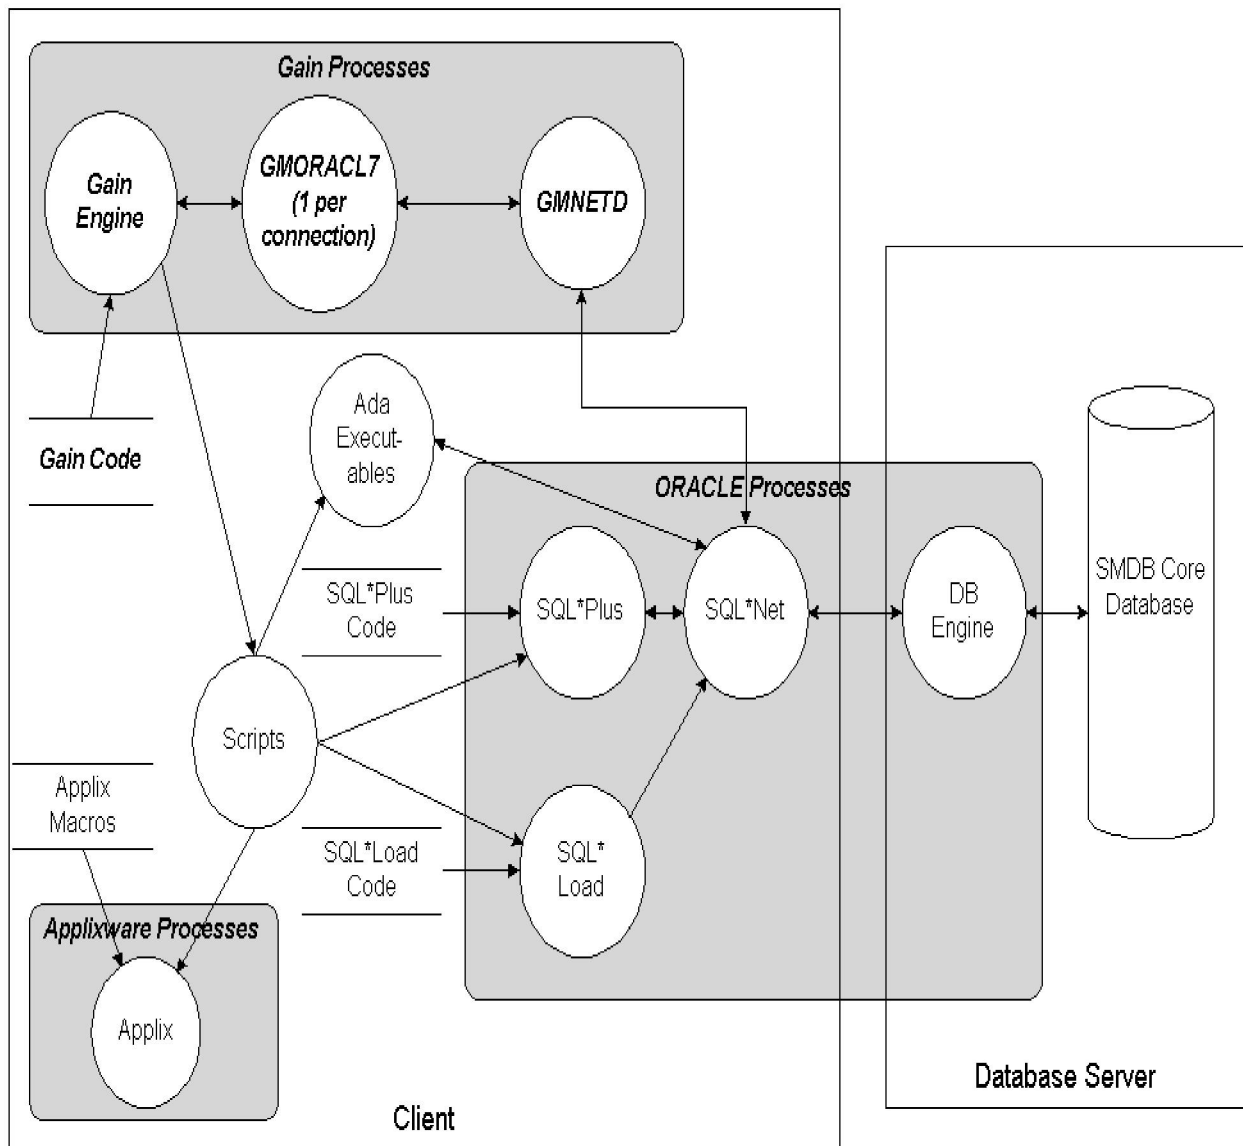 Gain Processes
Gain
Engine
GMORACL7
(1 per
connection)
GMNETD
Gain Code
Ada
Execut-
ables
ORACLE Processes
SQL*Plus
Code
SQL*Plus
SQL*Net
DB
Engine
SMDB Core
Database
Scripts
Applix
Macros
SQL*Load
Code
SQL*
Load
Applixware Processes
Applix
Client
Database Server